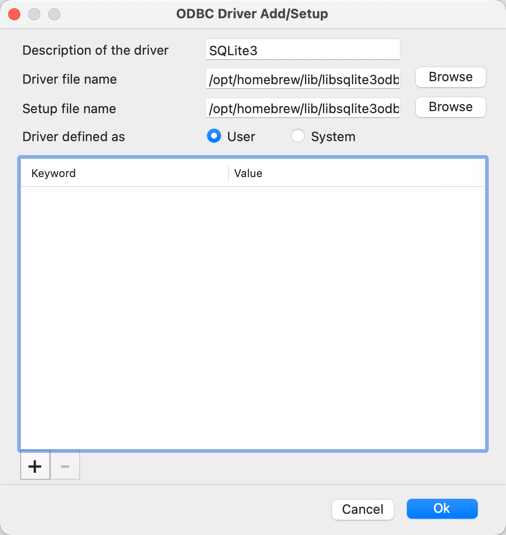 ODBC Driver Add/Setup
Description of the driver SQLite3
Driver file name /opt/homebrew/lib/libsqlite3odb Browse
Setup file name /opt/homebrew/lib/libsqlite3odb Browse
Driver defined as User System
Keyword Value
+ −
Cancel Ok